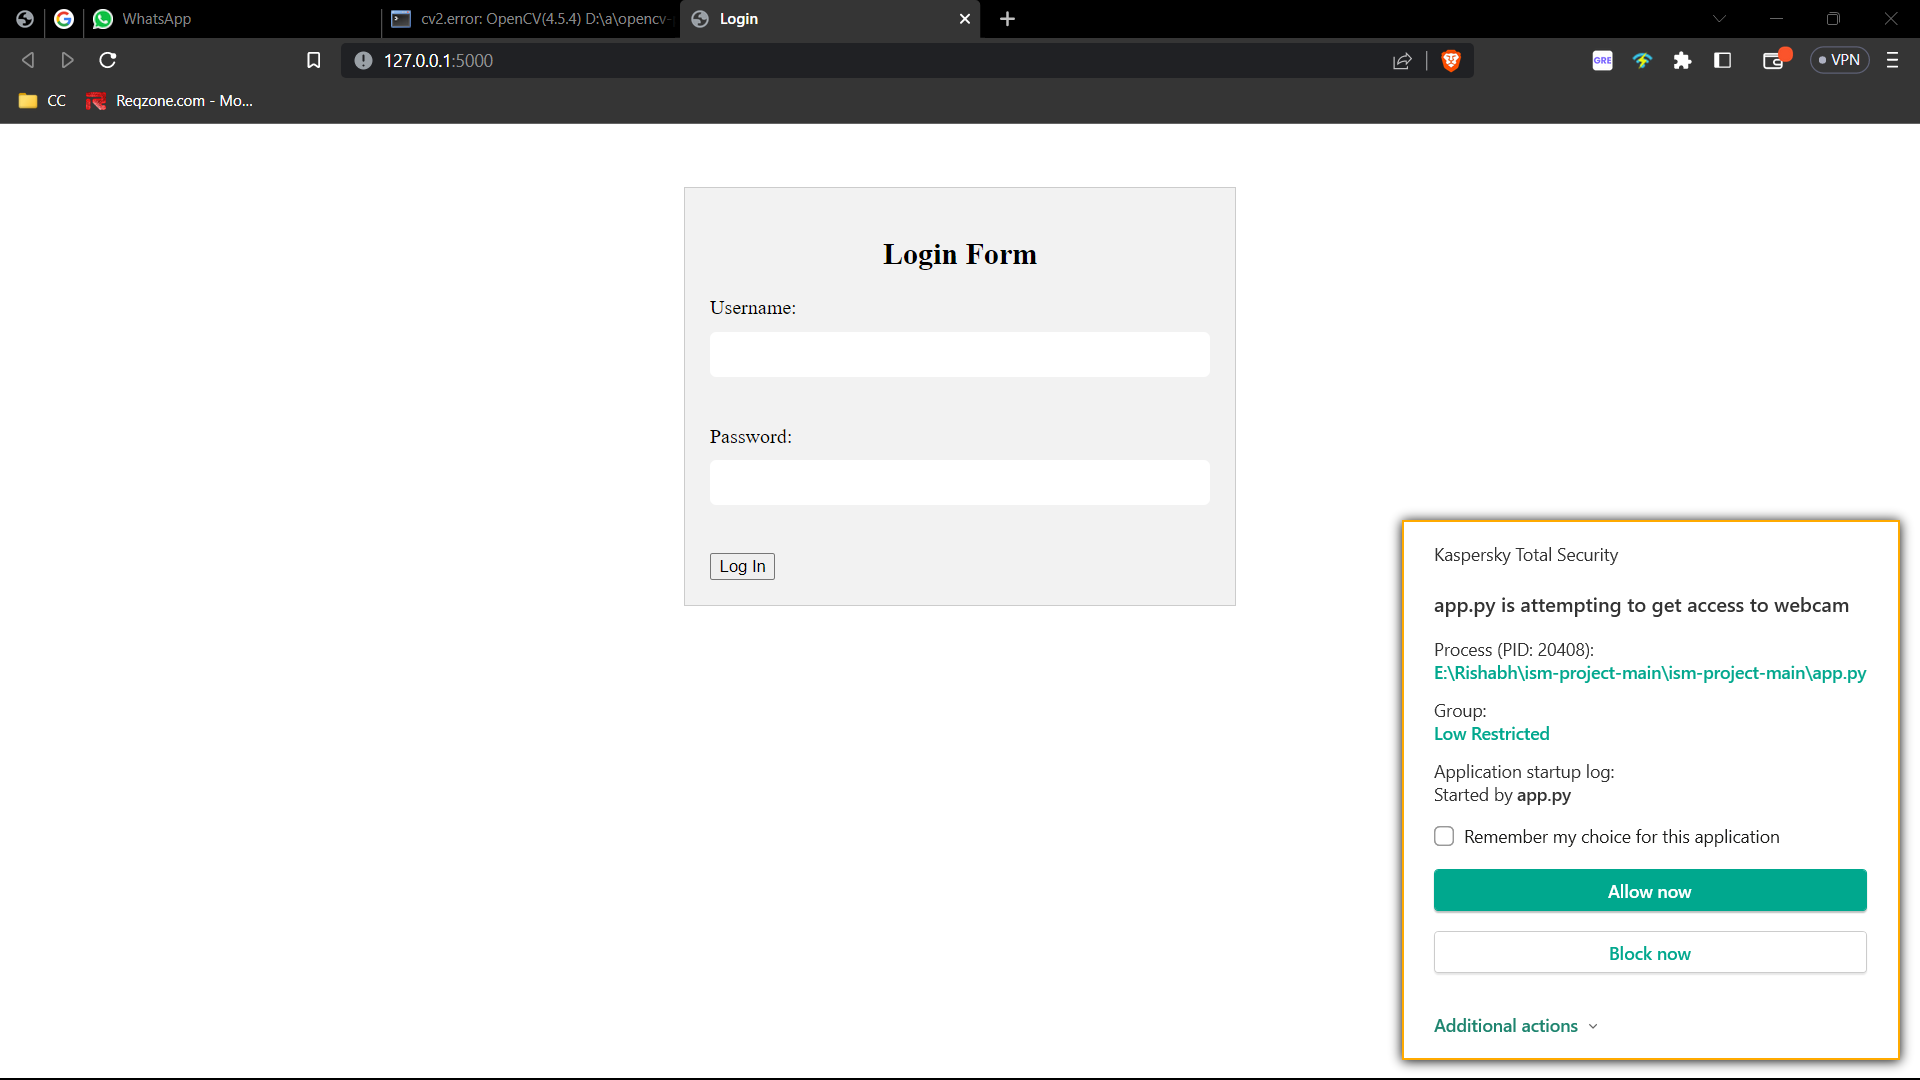 WhatsApp
cv2.error: OpenCV(4.5.4) D:\a\opencv-
Login
127.0.0.1:5000
GRE
VPN
CC
Reqzone.com - Mo...
Login Form
Username:
Password:
Log In
Kaspersky Total Security
app.py is attempting to get access to webcam
Process (PID: 20408):
E:\Rishabh\ism-project-main\ism-project-main\app.py
Group:
Low Restricted
Application startup log:
Started by app.py
Remember my choice for this application
Allow now
Block now
Additional actions